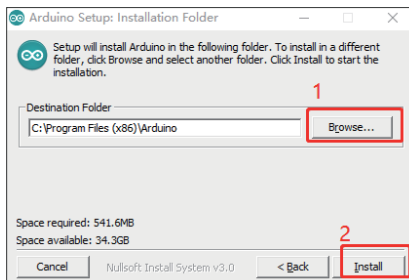 Arduino Setup: Installation Folder
Setup will install Arduino in the following folder. To install in a different
folder, click Browse and select another folder. Click Install to start the
installation.
1
Destination Folder
C:\Program Files (x86)\Arduino
Browse...
Space required: 541.6MB
Space available: 34.3GB
2
Cancel
Nullsoft Install System v3.0
< Back
Install